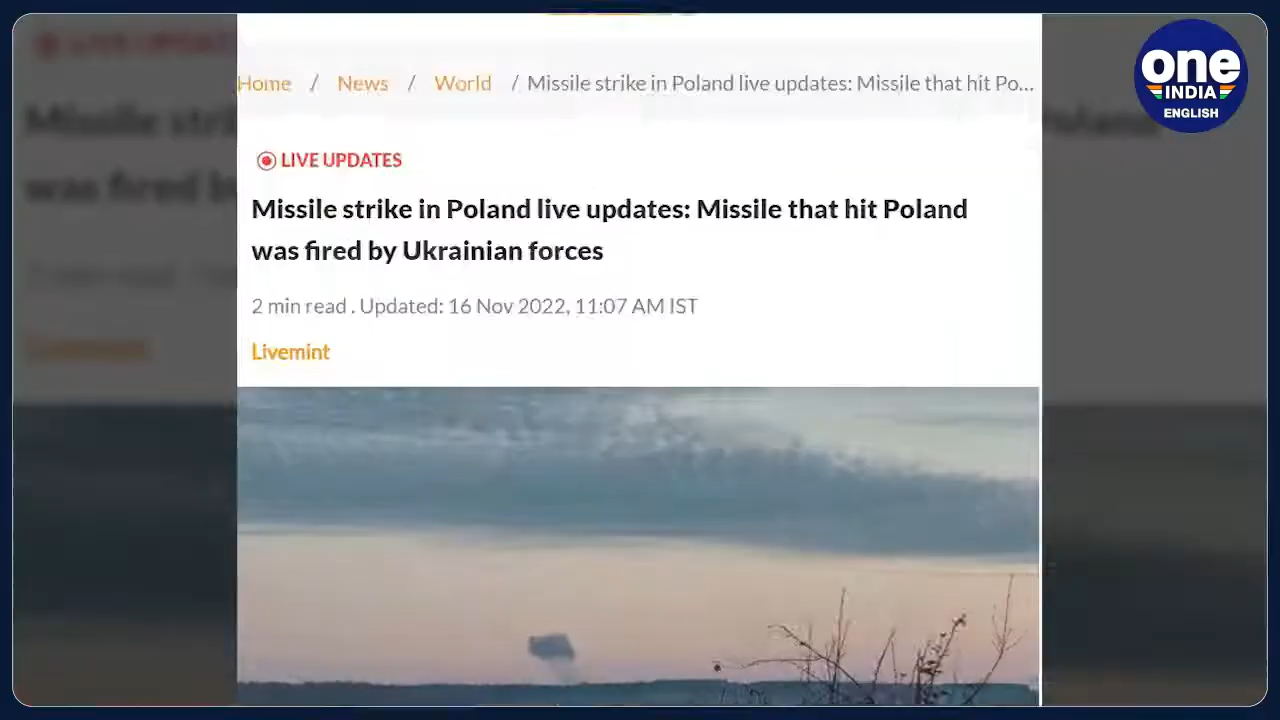 one
INDIA
ENGLISH
Home / News / World / Missile strike in Poland live updates: Missile that hit Po...
LIVE UPDATES
Missile strike in Poland live updates: Missile that hit Poland
was fired by Ukrainian forces
2 min read . Updated: 16 Nov 2022, 11:07 AM IST
Livemint